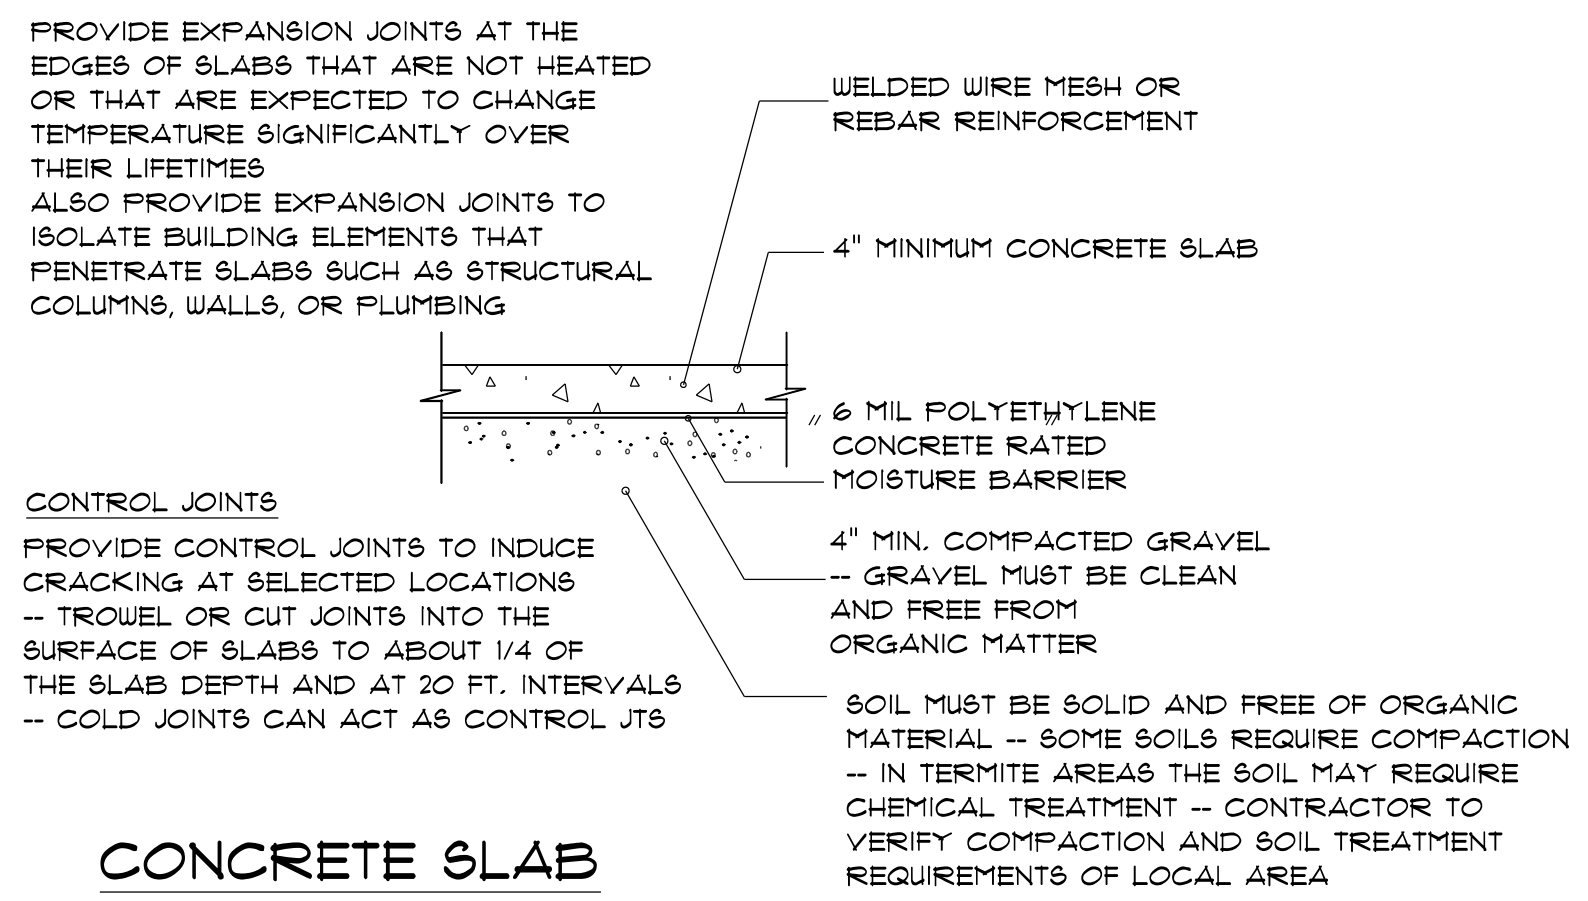 PROVIDE EXPANSION JOINTS AT THE
EDGES OF SLABS THAT ARE NOT HEATED
OR THAT ARE EXPECTED TO CHANGE
TEMPERATURE SIGNIFICANTLY OVER
THEIR LIFETIMES
ALSO PROVIDE EXPANSION JOINTS TO
ISOLATE BUILDING ELEMENTS THAT
PENETRATE SLABS SUCH AS STRUCTURAL
COLUMNS, WALLS, OR PLUMBING
WELDED WIRE MESH OR
REBAR REINFORCEMENT
4" MINIMUM CONCRETE SLAB
6 MIL POLYETHYLENE
CONCRETE RATED
MOISTURE BARRIER
4" MIN. COMPACTED GRAVEL
-- GRAVEL MUST BE CLEAN
AND FREE FROM
ORGANIC MATTER
SOIL MUST BE SOLID AND FREE OF ORGANIC
MATERIAL -- SOME SOILS REQUIRE COMPACTION
-- IN TERMITE AREAS THE SOIL MAY REQUIRE
CHEMICAL TREATMENT -- CONTRACTOR TO
VERIFY COMPACTION AND SOIL TREATMENT
REQUIREMENTS OF LOCAL AREA
CONTROL JOINTS
PROVIDE CONTROL JOINTS TO INDUCE
CRACKING AT SELECTED LOCATIONS
-- TROWEL OR CUT JOINTS INTO THE
SURFACE OF SLABS TO ABOUT 1/4 OF
THE SLAB DEPTH AND AT 20 FT. INTERVALS
-- COLD JOINTS CAN ACT AS CONTROL JTS
CONCRETE SLAB